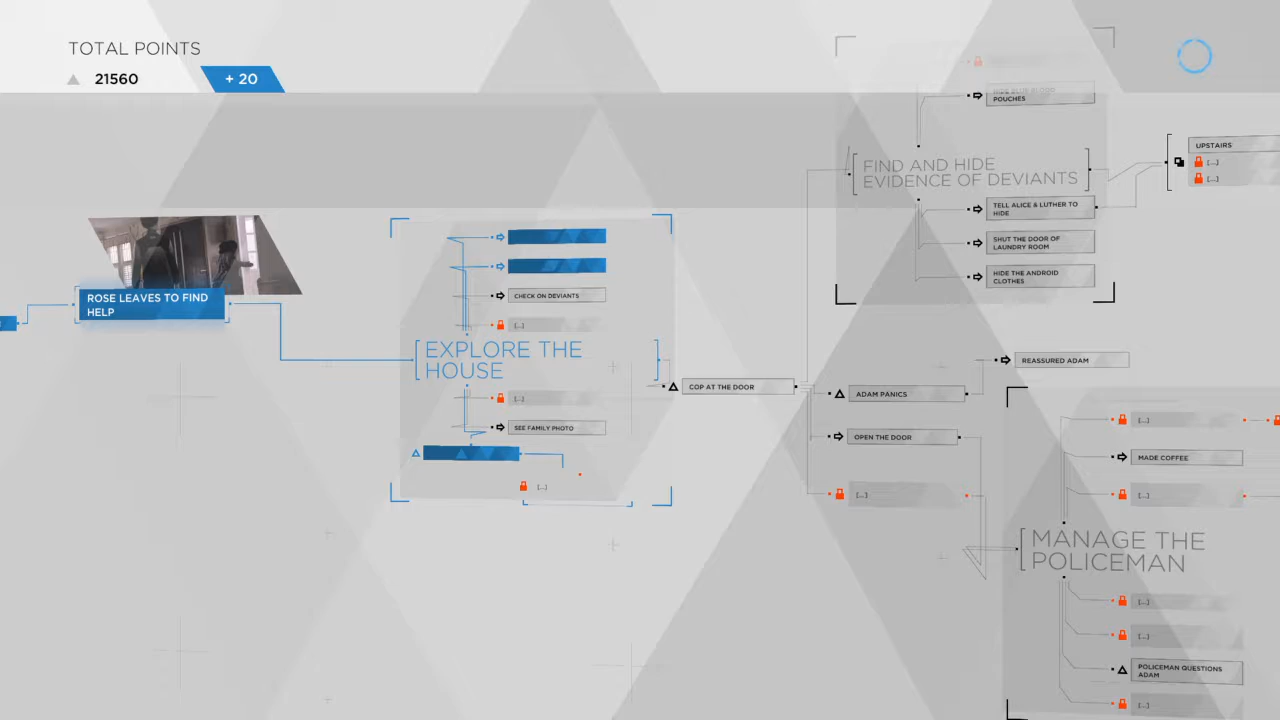 TOTAL POINTS
21560
+ 20
ROSE LEAVES TO FIND
HELP
CHECK ON DEVIANTS
[...]
EXPLORE THE
HOUSE
[...]
SEE FAMILY PHOTO
[...]
COP AT THE DOOR
HIDE BLUE BLOOD
POUCHES
FIND AND HIDE
EVIDENCE OF DEVIANTS
TELL ALICE & LUTHER TO
HIDE
SHUT THE DOOR OF
LAUNDRY ROOM
HIDE THE ANDROID
CLOTHES
UPSTAIRS
[...]
[...]
ADAM PANICS
OPEN THE DOOR
[...]
REASSURED ADAM
[...]
MADE COFFEE
[...]
MANAGE THE
POLICEMAN
[...]
[...]
POLICEMAN QUESTIONS
ADAM
[...]